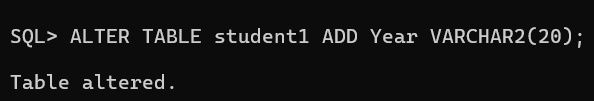 SQL> ALTER TABLE student1 ADD Year VARCHAR2(20);
Table altered.